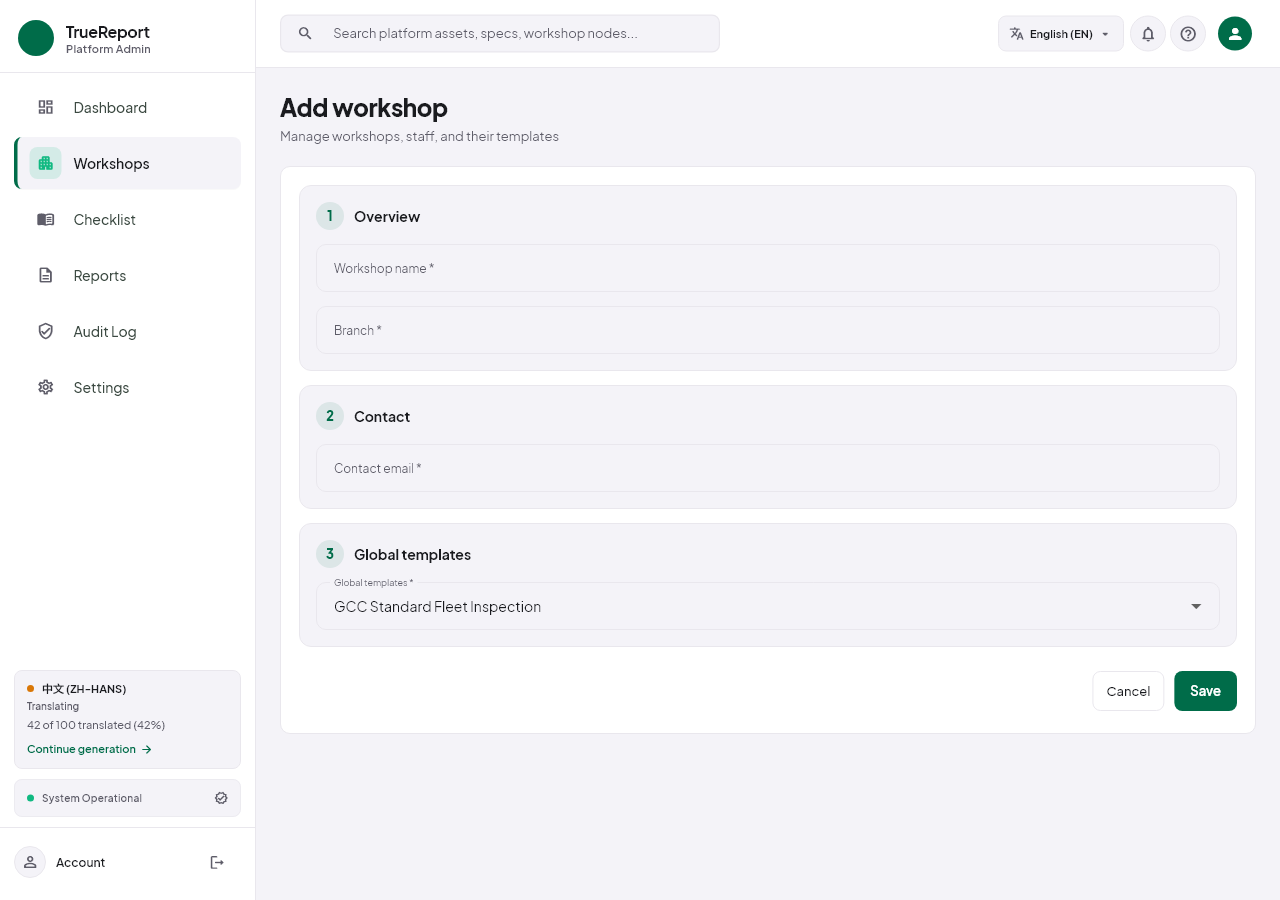 TrueReport
Platform Admin
Dashboard
Workshops
Checklist
Reports
Audit Log
Settings
中文 (ZH-HANS)
Translating
42 of 100 translated (42%)
Continue generation →
System Operational
Account
Search platform assets, specs, workshop nodes...
English (EN)
Add workshop
Manage workshops, staff, and their templates
1 Overview
Workshop name *
Branch *
2 Contact
Contact email *
3 Global templates
Global templates *
GCC Standard Fleet Inspection
Cancel
Save